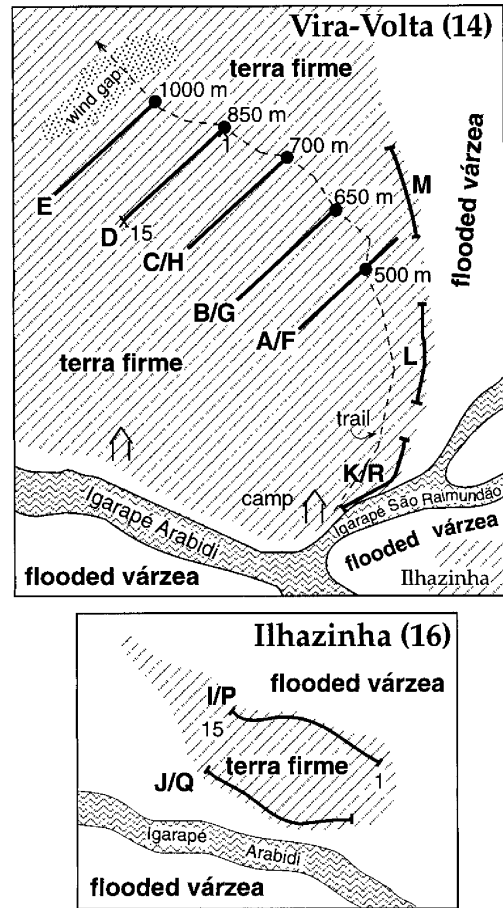 Vira-Volta (14)
terra firme
wind gap
1000 m
850 m
1
700 m
M
650 m
E
D
15
C/H
500 m
flooded várzea
B/G
A/F
terra firme
L
trail
K/R
camp
Igarapé Arabidi
Igarapé São Raimundão
flooded várzea
flooded várzea
Ilhazinha
Ilhazinha (16)
I/P
flooded várzea
15
terra firme
1
J/Q
Igarapé Arabidi
flooded várzea